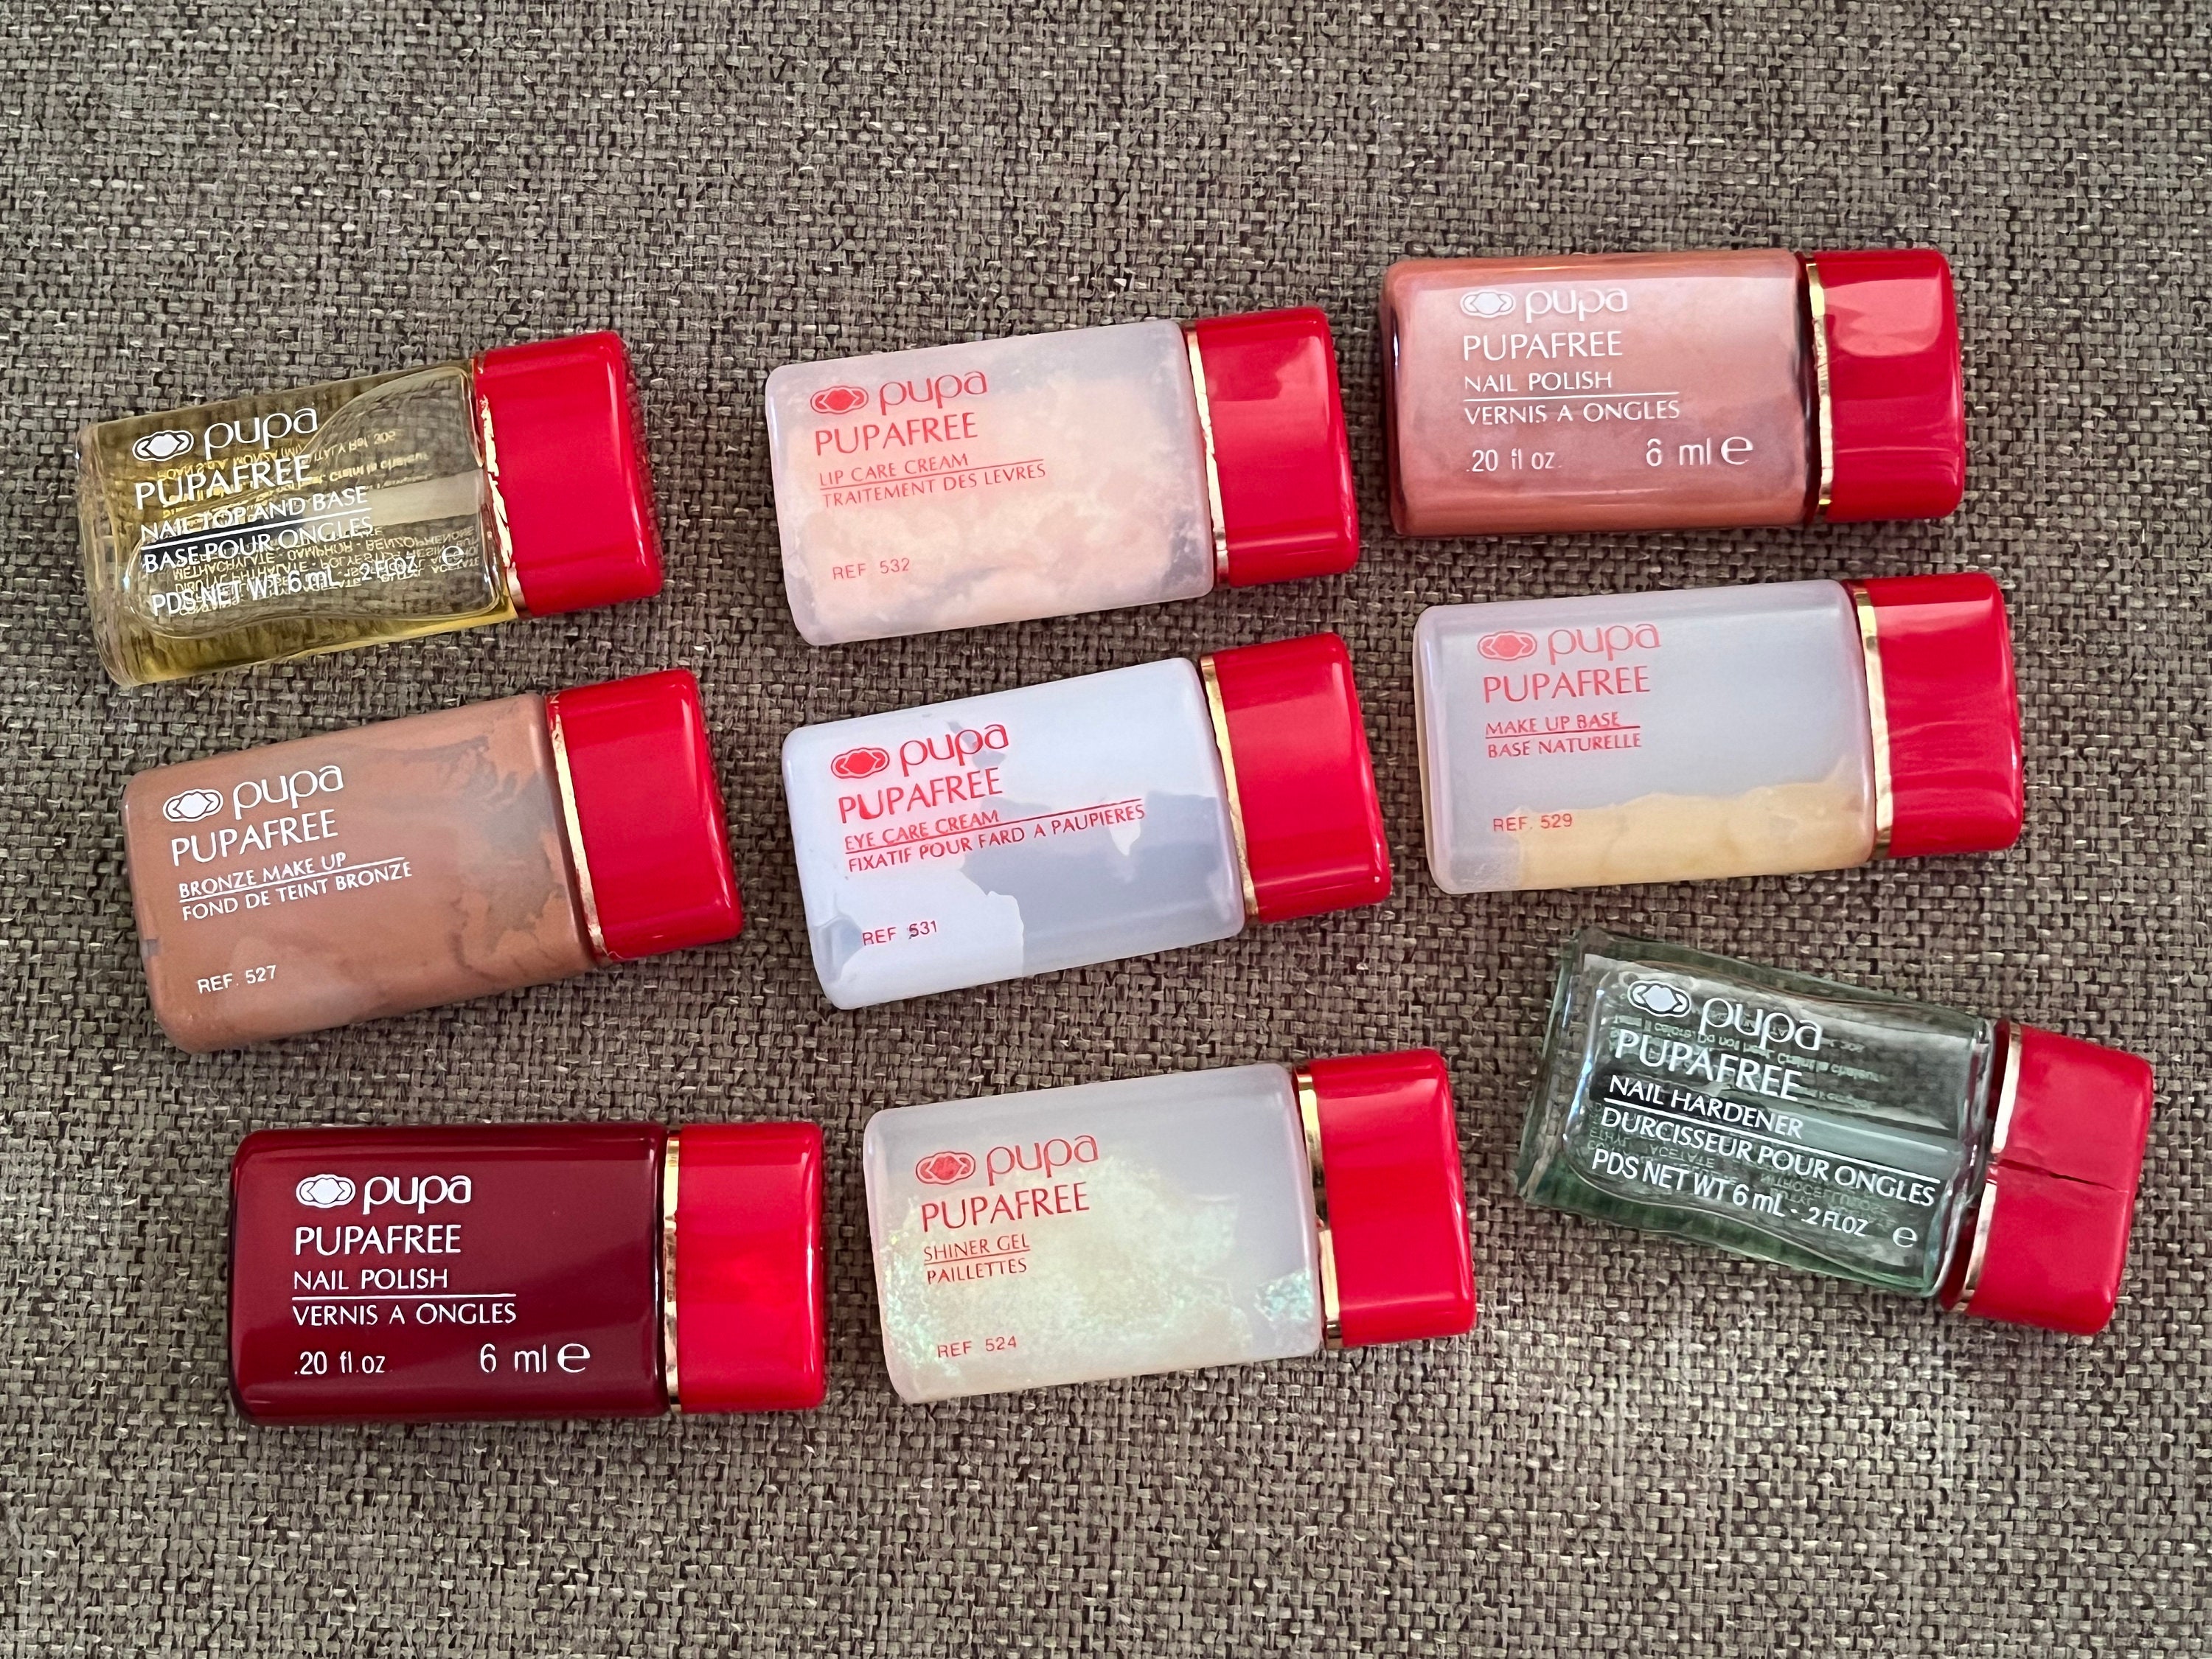 pupa
PUPAFREE
NAIL TOP AND BASE
BASE POUR ONGLES
PDS NET WT 6 mL - .2 FL OZ e
pupa
PUPAFREE
LIP CARE CREAM
TRAITEMENT DES LEVRES
REF 532
pupa
PUPAFREE
NAIL POLISH
VERNIS A ONGLES
.20 fl oz. 6 ml e
pupa
PUPAFREE
BRONZE MAKE UP
FOND DE TEINT BRONZE
REF. 527
pupa
PUPAFREE
EYE CARE CREAM
FIXATIF POUR FARD A PAUPIERES
REF 531
pupa
PUPAFREE
MAKE UP BASE
BASE NATURELLE
REF. 529
pupa
PUPAFREE
NAIL POLISH
VERNIS A ONGLES
.20 fl.oz. 6 ml e
pupa
PUPAFREE
SHINER GEL
PAILLETTES
REF 524
pupa
PUPAFREE
NAIL HARDENER
DURCISSEUR POUR ONGLES
PDS NET WT 6 mL - .2 FL OZ e